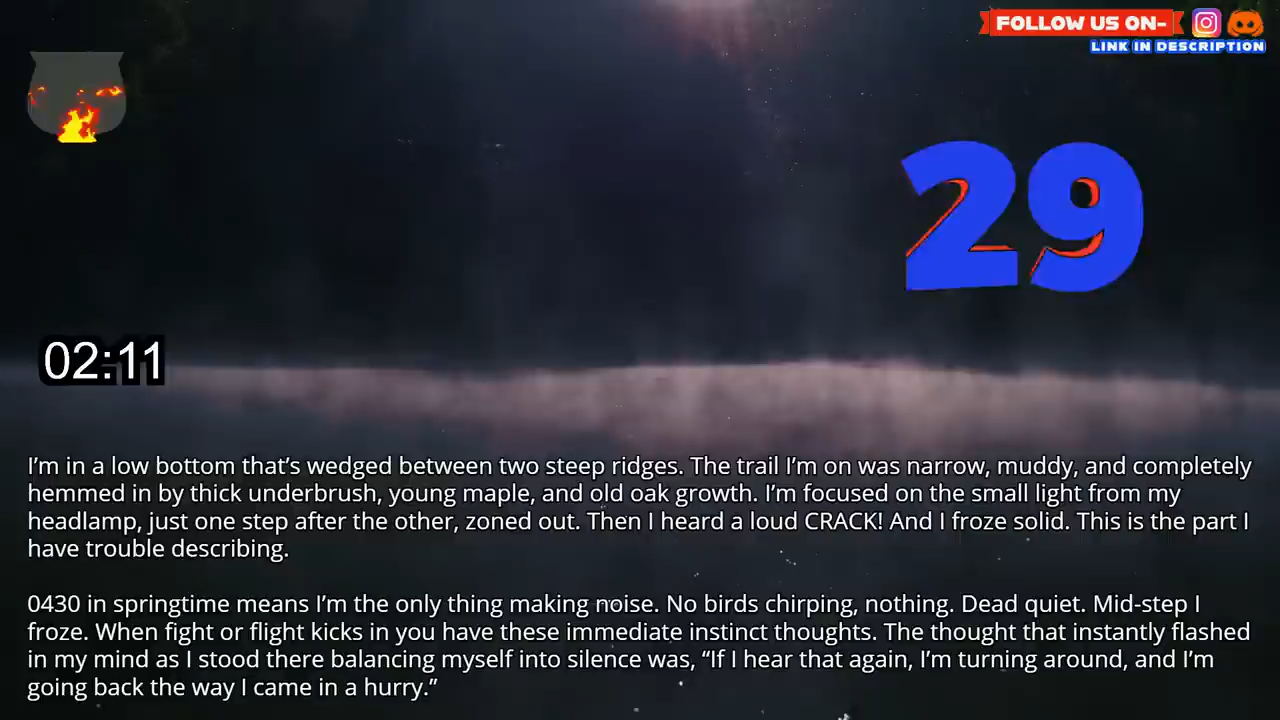 FOLLOW US ON-
LINK IN DESCRIPTION
29
02:11
I’m in a low bottom that’s wedged between two steep ridges. The trail I’m on was narrow, muddy, and completely
hemmed in by thick underbrush, young maple, and old oak growth. I’m focused on the small light from my
headlamp, just one step after the other, zoned out. Then I heard a loud CRACK! And I froze solid. This is the part I
have trouble describing.
0430 in springtime means I’m the only thing making noise. No birds chirping, nothing. Dead quiet. Mid-step I
froze. When fight or flight kicks in you have these immediate instinct thoughts. The thought that instantly flashed
in my mind as I stood there balancing myself into silence was, “If I hear that again, I’m turning around, and I’m
going back the way I came in a hurry.”